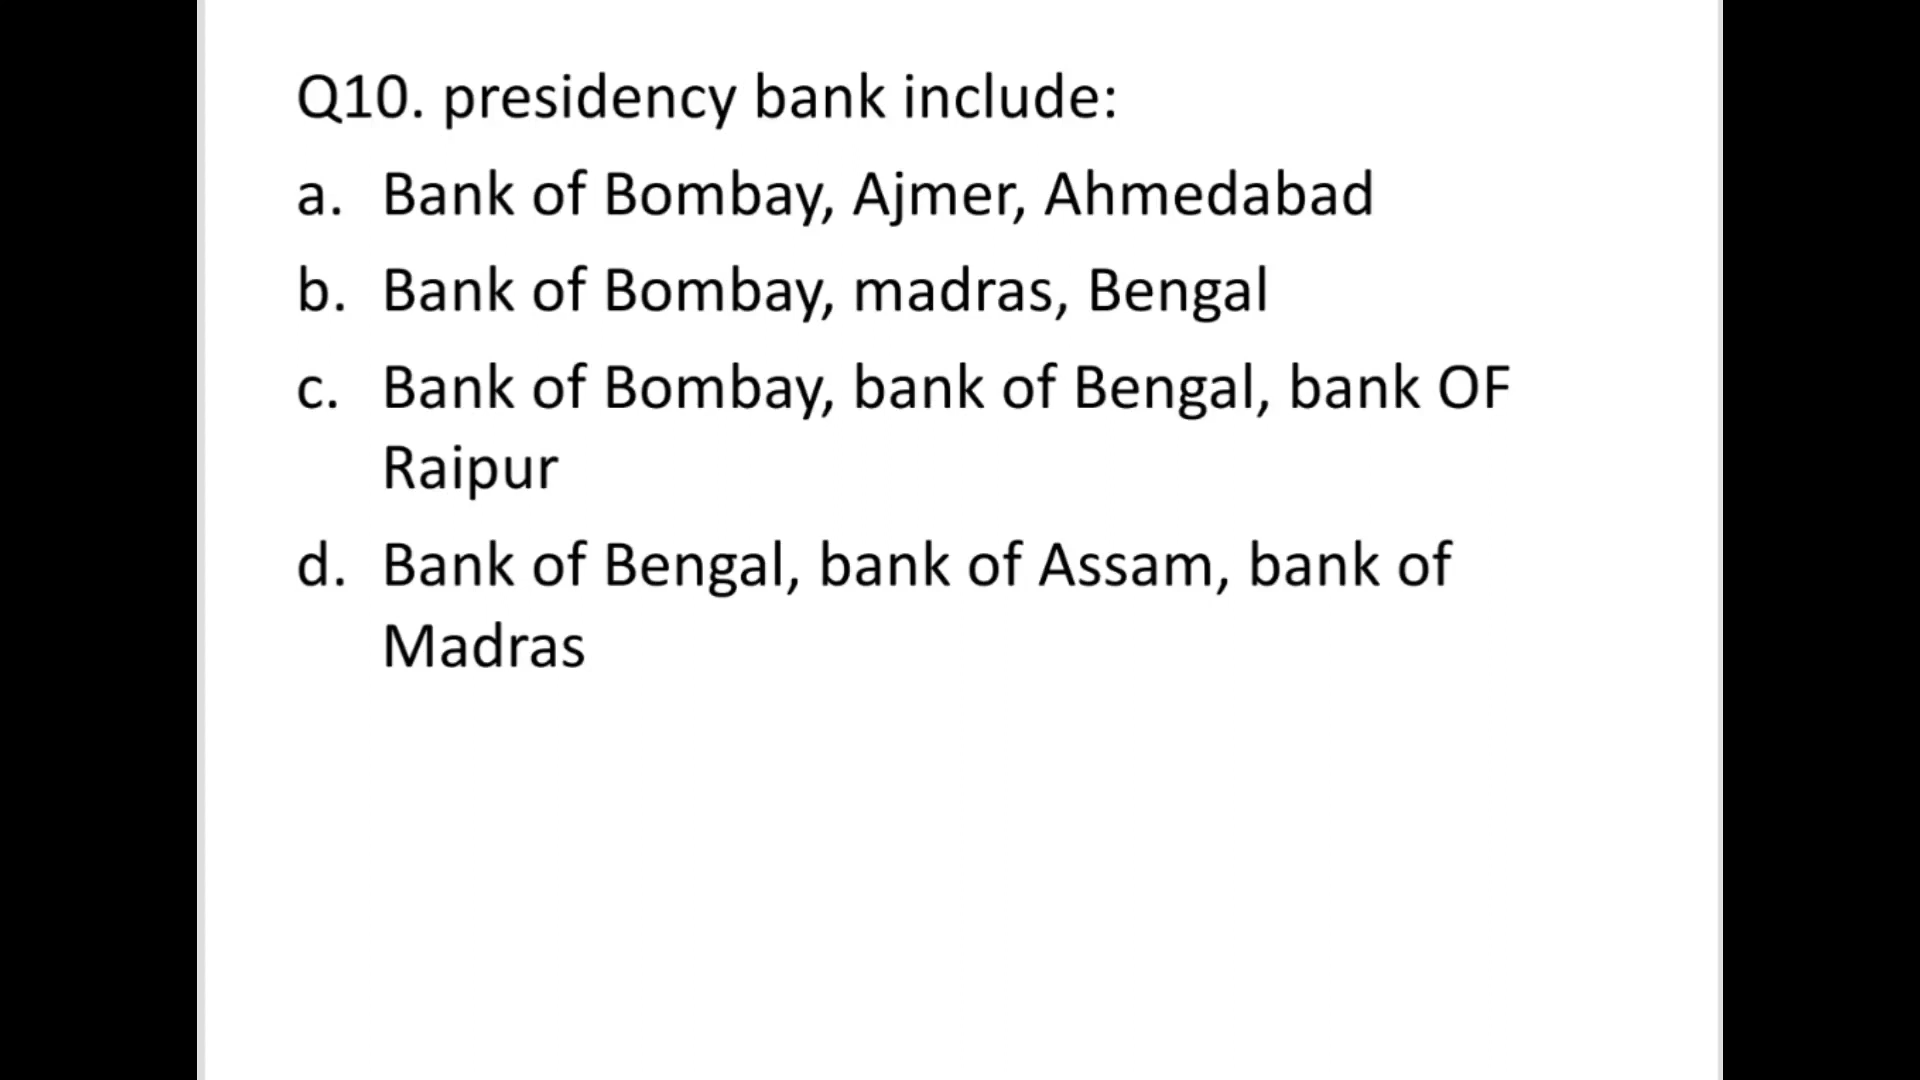 Q10. presidency bank include:
a. Bank of Bombay, Ajmer, Ahmedabad
b. Bank of Bombay, madras, Bengal
c. Bank of Bombay, bank of Bengal, bank OF
Raipur
d. Bank of Bengal, bank of Assam, bank of
Madras